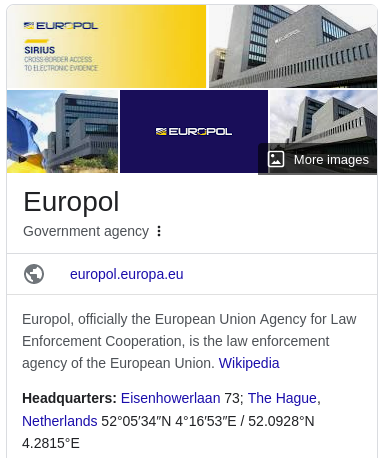 EUROPOL
SIRIUS
CROSS-BORDER ACCESS
TO ELECTRONIC EVIDENCE
EUROPOL
More images
Europol
Government agency
europol.europa.eu
Europol, officially the European Union Agency for Law
Enforcement Cooperation, is the law enforcement
agency of the European Union. Wikipedia
Headquarters: Eisenhowerlaan 73; The Hague,
Netherlands 52°05′34″N 4°16′53″E / 52.0928°N
4.2815°E